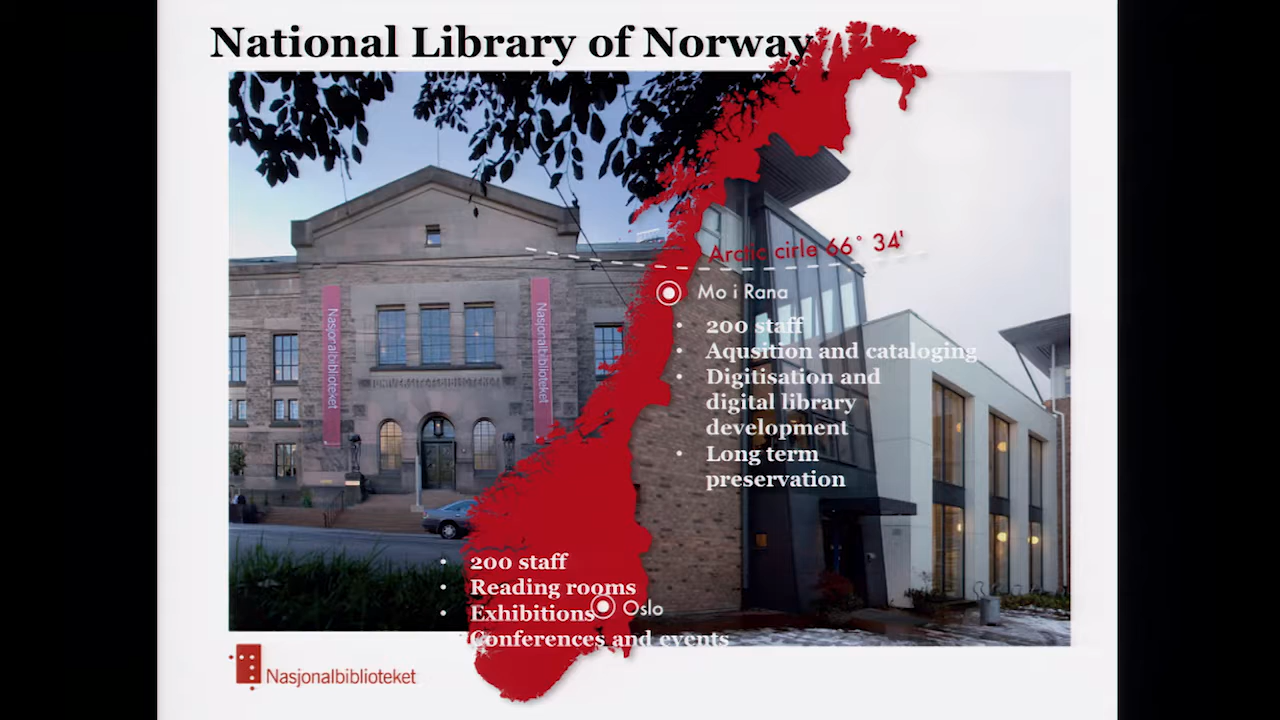 National Library of Norway
Nasjonalbiblioteket
Nasjonalbiblioteket
Arctic cirle 66° 34'
Mo i Rana
• 200 staff
• Aqusition and cataloging
• Digitisation and
digital library
development
• Long term
preservation
• 200 staff
• Reading rooms
• Exhibitions
Oslo
Conferences and events
Nasjonalbiblioteket